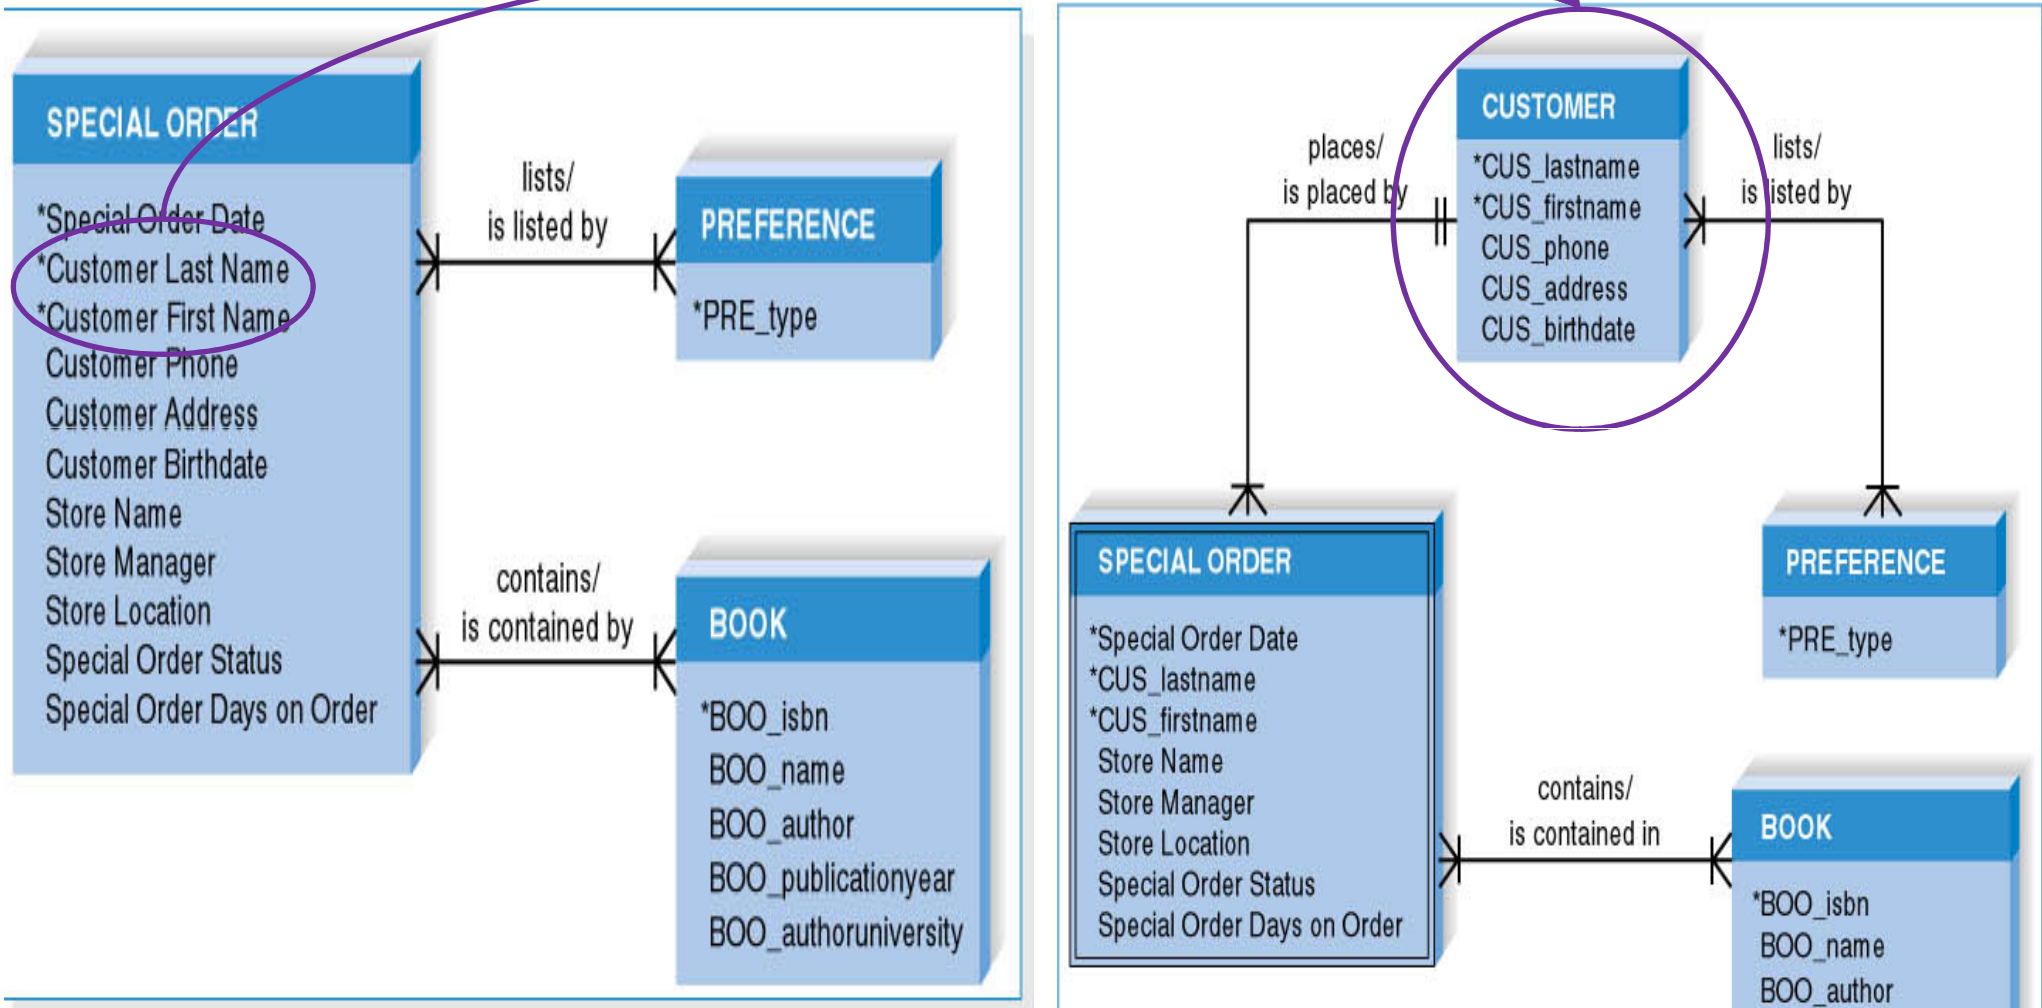 SPECIAL ORDER
*Special Order Date
*Customer Last Name
*Customer First Name
Customer Phone
Customer Address
Customer Birthdate
Store Name
Store Manager
Store Location
Special Order Status
Special Order Days on Order
lists/
is listed by
PREFERENCE
*PRE_type
contains/
is contained by
BOOK
*BOO_isbn
BOO_name
BOO_author
BOO_publicationyear
BOO_authoruniversity
places/
is placed by
CUSTOMER
*CUS_lastname
*CUS_firstname
CUS_phone
CUS_address
CUS_birthdate
lists/
is listed by
SPECIAL ORDER
*Special Order Date
*CUS_lastname
*CUS_firstname
Store Name
Store Manager
Store Location
Special Order Status
Special Order Days on Order
PREFERENCE
*PRE_type
contains/
is contained in
BOOK
*BOO_isbn
BOO_name
BOO_author